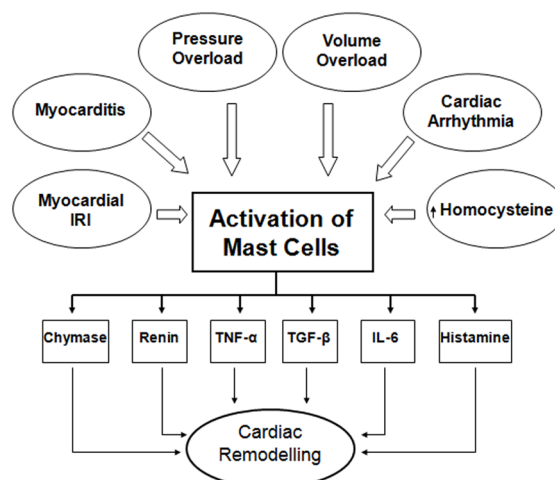 Pressure
Overload
Volume
Overload
Myocarditis
Cardiac
Arrhythmia
Myocardial
IRI
↑ Homocysteine
Activation of
Mast Cells
Chymase
Renin
TNF-α
TGF-β
IL-6
Histamine
Cardiac
Remodelling